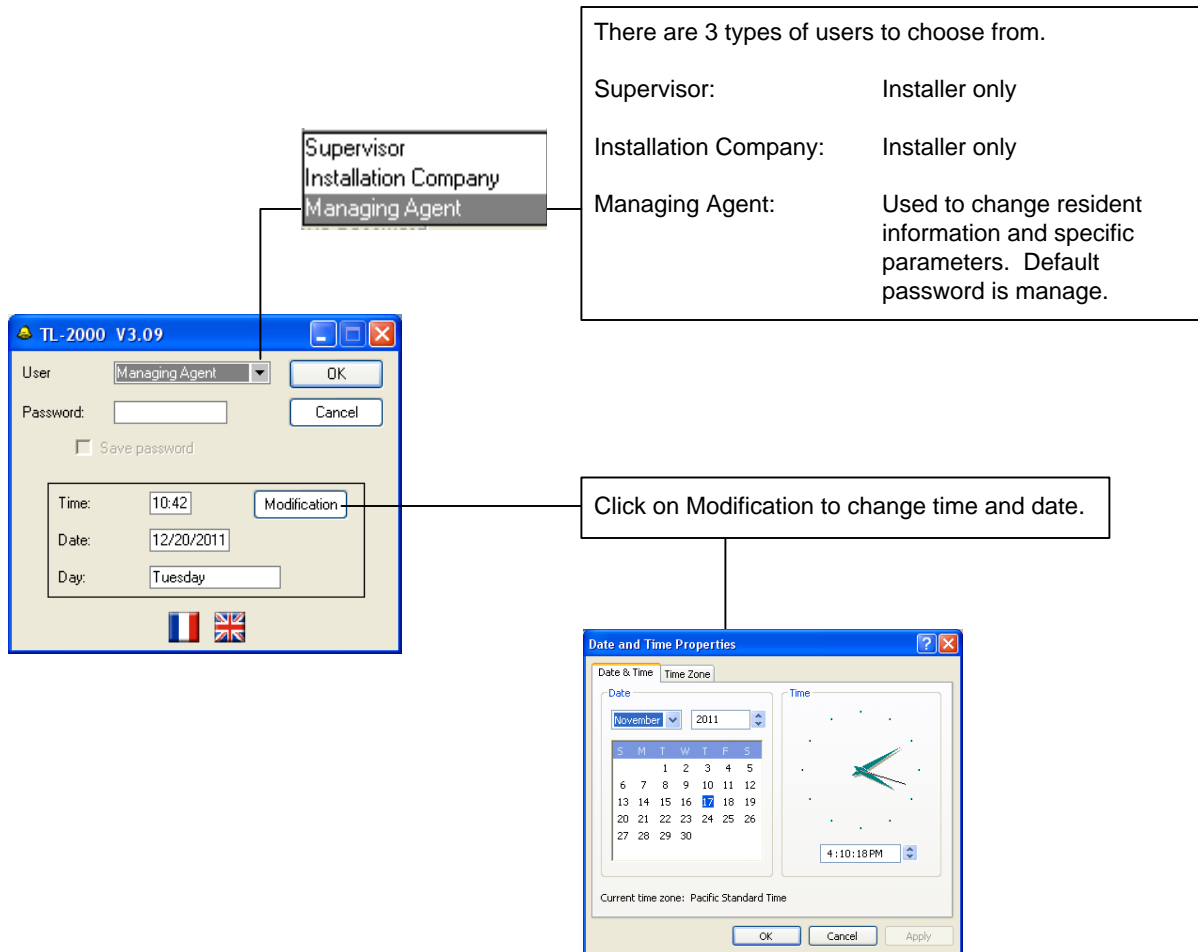 There are 3 types of users to choose from.
Supervisor: Installer only
Installation Company: Installer only
Managing Agent: Used to change resident
information and specific
parameters. Default
password is manage.
Supervisor
Installation Company
Managing Agent
TL-2000 V3.09
User Managing Agent OK
Password: Cancel
Save password
Time: 10:42 Modification
Date: 12/20/2011
Day: Tuesday
Click on Modification to change time and date.
Date and Time Properties
Date & Time Time Zone
Date Time
November 2011
S M T W T F S
1 2 3 4 5
6 7 8 9 10 11 12
13 14 15 16 17 18 19
20 21 22 23 24 25 26
27 28 29 30
4:10:18 PM
Current time zone: Pacific Standard Time
OK Cancel Apply